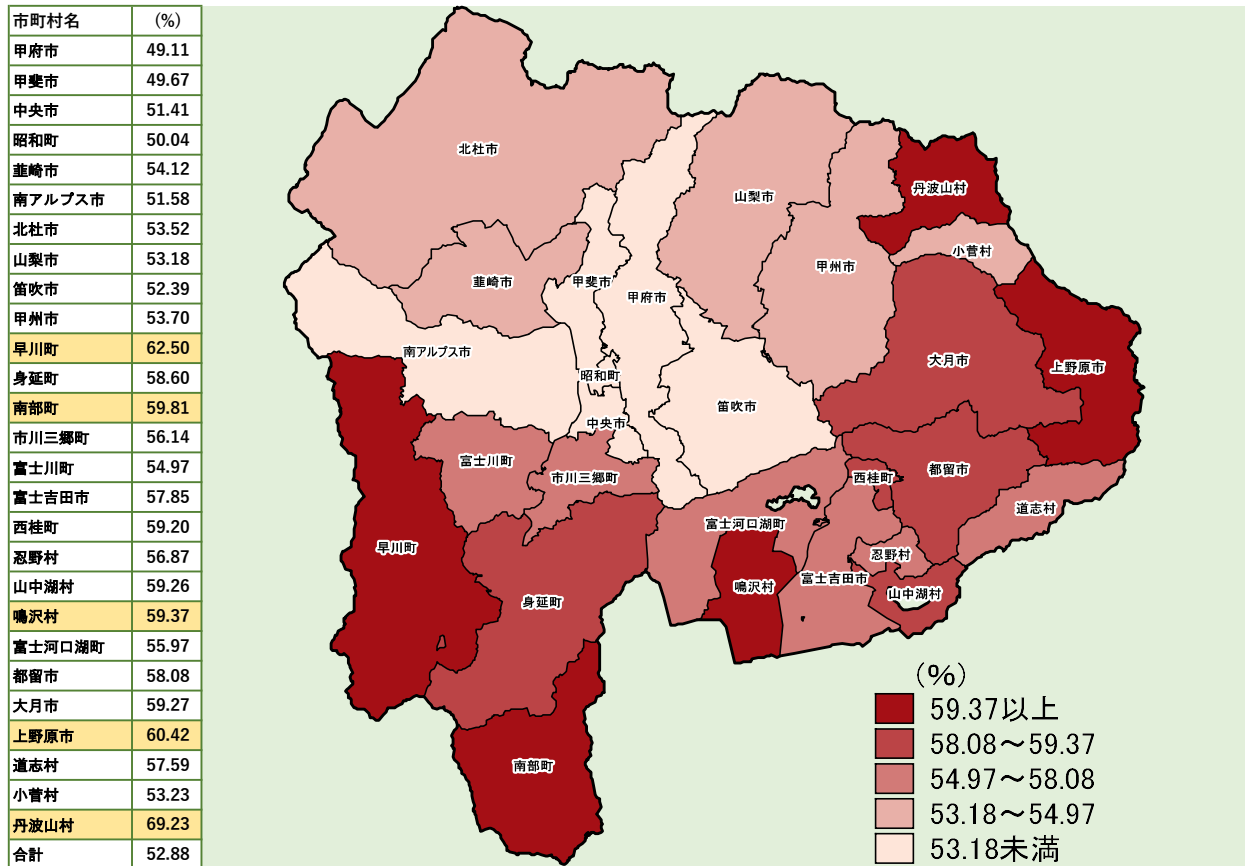 市町村名 (%)
甲府市 49.11
甲斐市 49.67
中央市 51.41
昭和町 50.04
韮崎市 54.12
南アルプス市 51.58
北杜市 53.52
山梨市 53.18
笛吹市 52.39
甲州市 53.70
早川町 62.50
身延町 58.60
南部町 59.81
市川三郷町 56.14
富士川町 54.97
富士吉田市 57.85
西桂町 59.20
忍野村 56.87
山中湖村 59.26
鳴沢村 59.37
富士河口湖町 55.97
都留市 58.08
大月市 59.27
上野原市 60.42
道志村 57.59
小菅村 53.23
丹波山村 69.23
合計 52.88
北杜市
山梨市
丹波山村
小菅村
甲州市
韮崎市
甲斐市
甲府市
南アルプス市
大月市
上野原市
昭和町
笛吹市
中央市
富士川町
市川三郷町
西桂町
都留市
道志村
富士河口湖町
早川町
忍野村
鳴沢村
富士吉田市
山中湖村
身延町
南部町
(%)
59.37以上
58.08～59.37
54.97～58.08
53.18～54.97
53.18未満